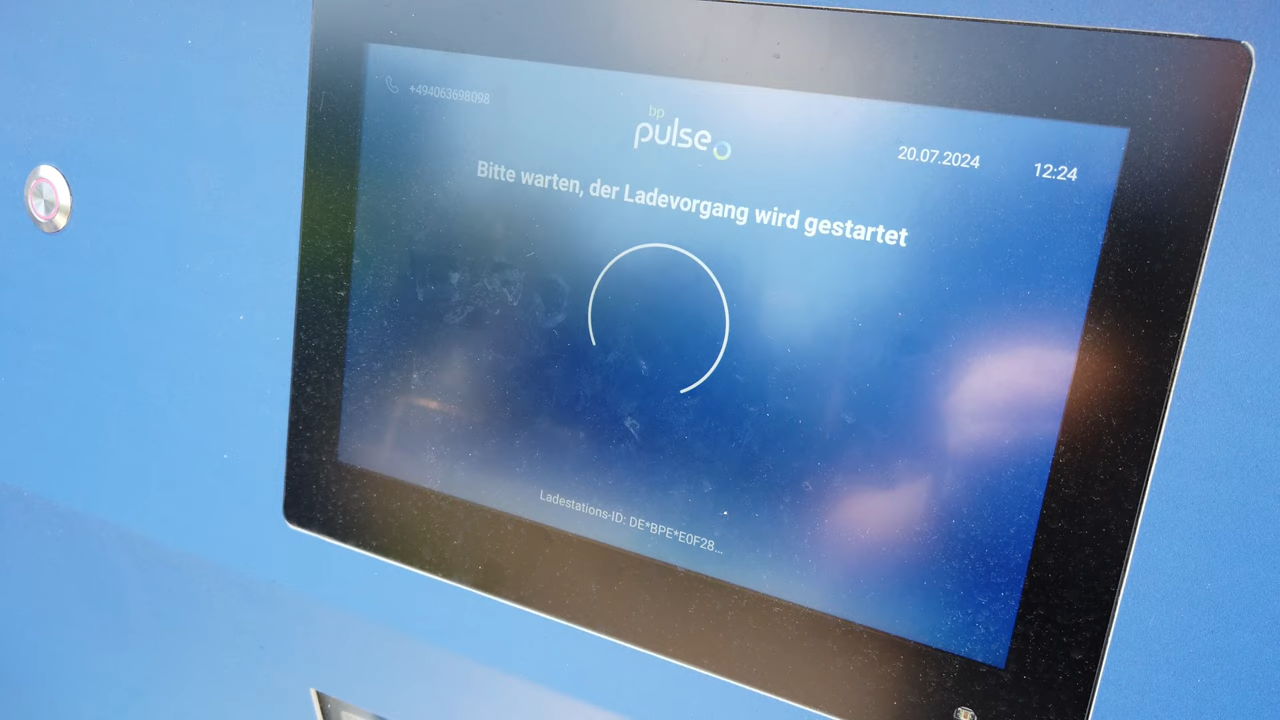 +494063698098
bp
pulse
20.07.2024
12:24
Bitte warten, der Ladevorgang wird gestartet
Ladestations-ID: DE*BPE*E0F28...